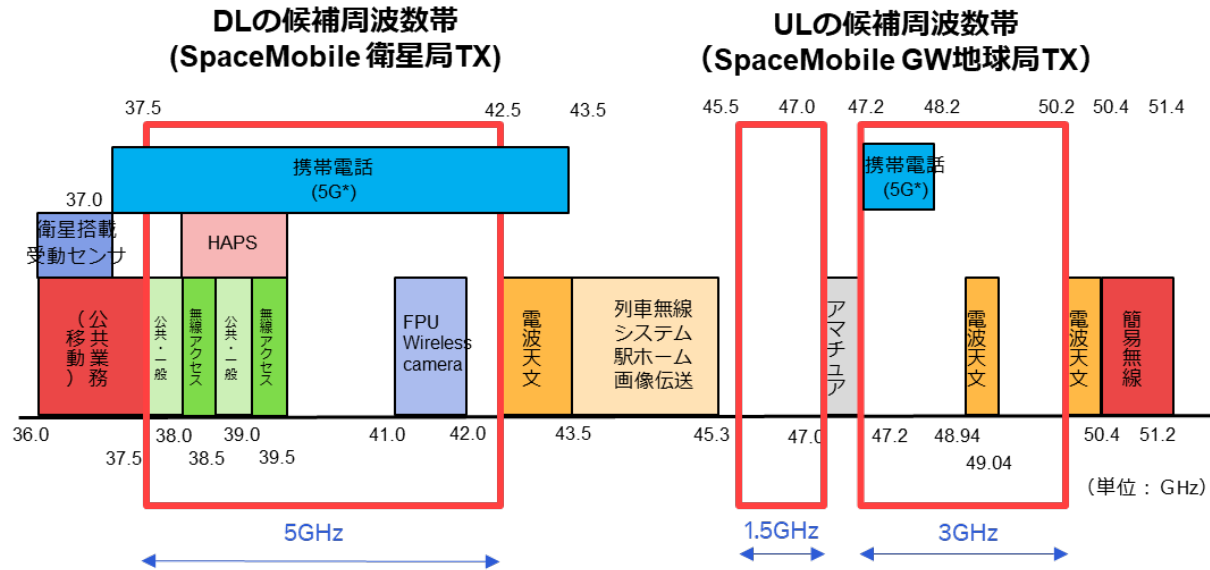 DLの候補周波数帯
(SpaceMobile 衛星局TX)
ULの候補周波数帯
（SpaceMobile GW地球局TX）
37.5
42.5
43.5
45.5
47.0
47.2
48.2
50.2
50.4
51.4
携帯電話
(5G*)
携帯電話
(5G*)
37.0
衛星搭載
受動センサ
HAPS
公共業務
（移動）
公共・一般
無線アクセス
公共・一般
無線アクセス
FPU
Wireless
camera
電波天文
列車無線
システム
駅ホーム
画像伝送
アマチュア
電波天文
電波天文
簡易無線
36.0
37.5
38.0
38.5
39.0
39.5
41.0
42.0
43.5
45.3
47.0
47.2
48.94
49.04
50.4
51.2
（単位：GHz）
5GHz
1.5GHz
3GHz